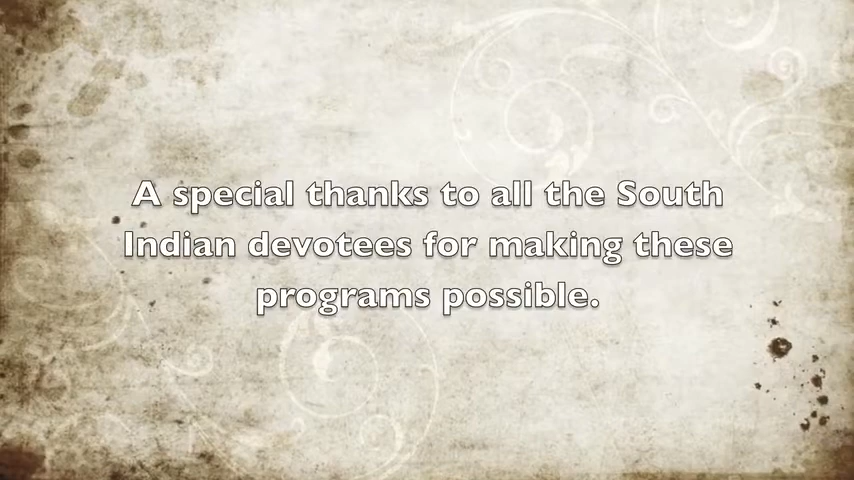 A special thanks to all the South
Indian devotees for making these
programs possible.